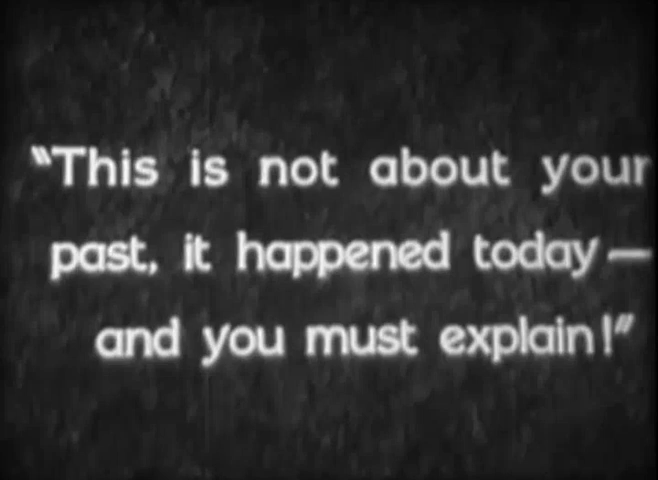 "This is not about your
past, it happened today—
and you must explain!"